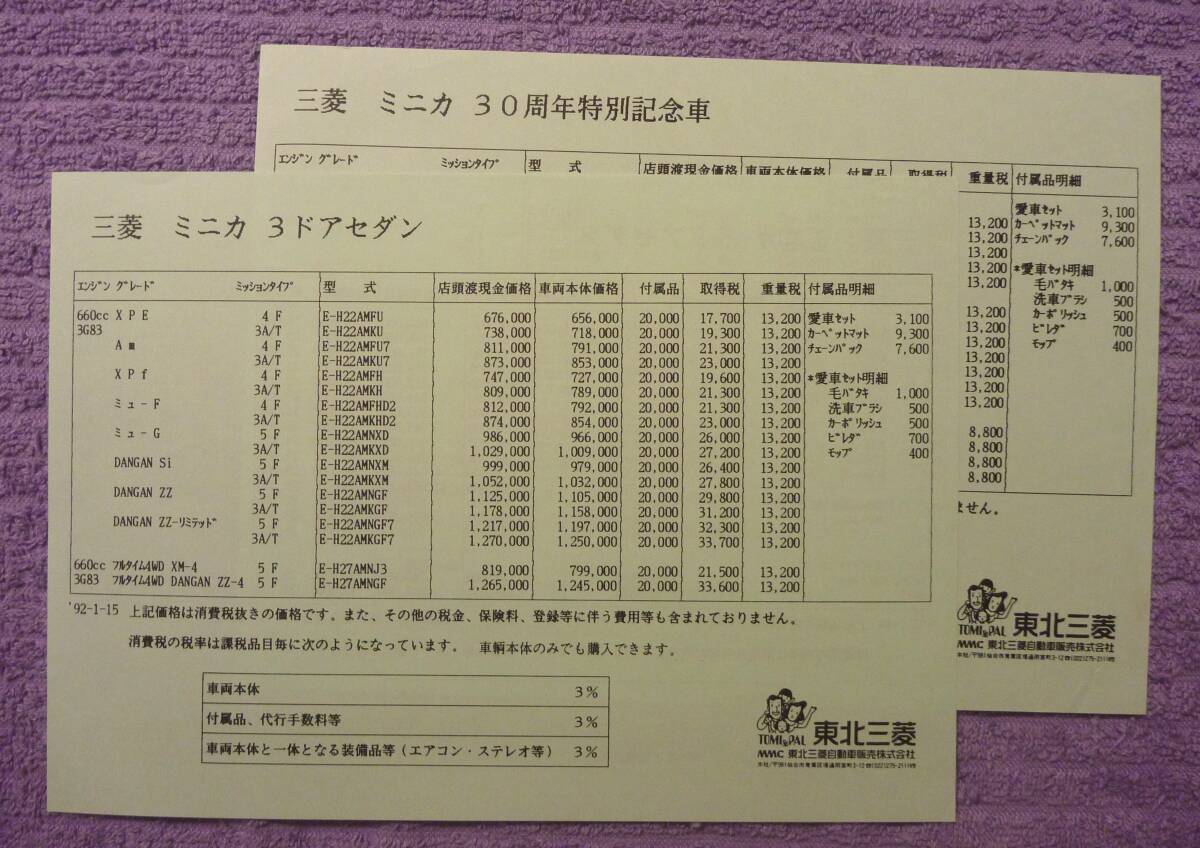 三菱 ミニカ 30周年特別記念車
エンジン グレード ミッションタイプ 型 式 店頭渡現金価格 車両本体価格 付属品 取得税 重量税 付属品明細
愛車セット 3,100
13,200 カーペットマット 9,300
13,200 チェーンパック 7,600
13,200
13,200 *愛車セット明細
13,200 毛バタキ 1,000
洗車ブラシ 500
13,200 カーポリッシュ 500
13,200 ビレダ 700
13,200 モップ 400
13,200
13,200
13,200
13,200
8,800
8,800
8,800
8,800
ません。
TOMI&PAL 東北三菱
MMC 東北三菱自動車販売株式会社
三菱 ミニカ 3ドアセダン
エンジン グレード ミッションタイプ 型 式 店頭渡現金価格 車両本体価格 付属品 取得税 重量税 付属品明細
660cc XPE 4F E-H22AMFU 676,000 656,000 20,000 17,700 13,200 愛車セット 3,100
3G83 3A/T E-H22AMKU 738,000 718,000 20,000 19,300 13,200 カーペットマット 9,300
Am 4F E-H22AMFU7 811,000 791,000 20,000 21,300 13,200 チェーンパック 7,600
3A/T E-H22AMKU7 873,000 853,000 20,000 23,000 13,200
XPf 4F E-H22AMFH 747,000 727,000 20,000 19,600 13,200 *愛車セット明細
3A/T E-H22AMKH 809,000 789,000 20,000 21,300 13,200 毛バタキ 1,000
ミュ-F 4F E-H22AMFHD2 812,000 792,000 20,000 21,300 13,200 洗車ブラシ 500
3A/T E-H22AMKHD2 874,000 854,000 20,000 23,000 13,200 カーポリッシュ 500
ミュ-G 5F E-H22AMNXD 986,000 966,000 20,000 26,000 13,200 ビレダ 700
3A/T E-H22AMKXD 1,029,000 1,009,000 20,000 27,200 13,200 モップ 400
DANGAN Si 5F E-H22AMNXM 999,000 979,000 20,000 26,400 13,200
3A/T E-H22AMKXM 1,052,000 1,032,000 20,000 27,800 13,200
DANGAN ZZ 5F E-H22AMNGF 1,125,000 1,105,000 20,000 29,800 13,200
3A/T E-H22AMKGF 1,178,000 1,158,000 20,000 31,200 13,200
DANGAN ZZ-リミテッド 5F E-H22AMNGF7 1,217,000 1,197,000 20,000 32,300 13,200
3A/T E-H22AMKGF7 1,270,000 1,250,000 20,000 33,700 13,200
660cc フルタイム4WD XM-4 5F E-H27AMNJ3 819,000 799,000 20,000 21,500 13,200
3G83 フルタイム4WD DANGAN ZZ-4 5F E-H27AMNGF 1,265,000 1,245,000 20,000 33,600 13,200
'92-1-15 上記価格は消費税抜きの価格です。また、その他の税金、保険料、登録等に伴う費用等も含まれておりません。
消費税の税率は課税品目毎に次のようになっています。 車輌本体のみでも購入できます。
車両本体 3%
付属品、代行手数料等 3%
車両本体と一体となる装備品等(エアコン・ステレオ等) 3%
TOMI&PAL 東北三菱
MMC 東北三菱自動車販売株式会社